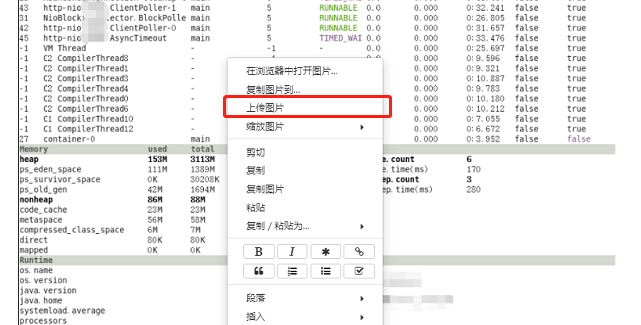 43 http-nio ClientPoller-1 main 5 RUNNABLE 0.0 0.000 0:32.241 false true
31 NioBlock lector.BlockPolle main 5 RUNNABLE 0.0 0.000 0:26.805 false true
44 http-nio ClientPoller-0 main 5 RUNNABLE 0.0 0.000 0:31.657 false true
45 http-nio AsyncTimeout main 5 TIMED_WAI 0.0 0.000 0:33.476 false true
-1 VM Thread - -1 - 0.0 0.000 0:25.697 false true
-1 C2 CompilerThread8 - 0.000 0:9.596 false true
-1 C2 CompilerThread1 - 0.000 0:9.321 false true
-1 C2 CompilerThread3 - 0.000 0:10.887 false true
-1 C2 CompilerThread4 - 0.000 0:9.783 false true
-1 C2 CompilerThread0 - 0.000 0:10.180 false true
-1 C2 CompilerThread6 - 0.000 0:10.212 false true
-1 C1 CompilerThread10 - 0.000 0:7.055 false true
-1 C1 CompilerThread12 - 0.000 0:6.672 false true
27 container-0 main 0.000 0:3.952 false false
Memory used total
heap 153M 3113M
ps_eden_space 111M 1389M
ps_survivor_space 0K 30208K
ps_old_gen 42M 1694M
nonheap 86M 88M
code_cache 23M 23M
metaspace 56M 58M
compressed_class_space 6M 7M
direct 80K 80K
mapped 0K 0K
ep.count 6
e.time(ms) 170
ep.count 3
ep.time(ms) 280
Runtime
os.name
os.version
java.version
java.home
systemload.average
processors
在浏览器中打开图片...
复制图片到...
上传图片
缩放图片
剪切
复制
复制图片
粘贴
复制 / 粘贴为...
B I
段落
插入